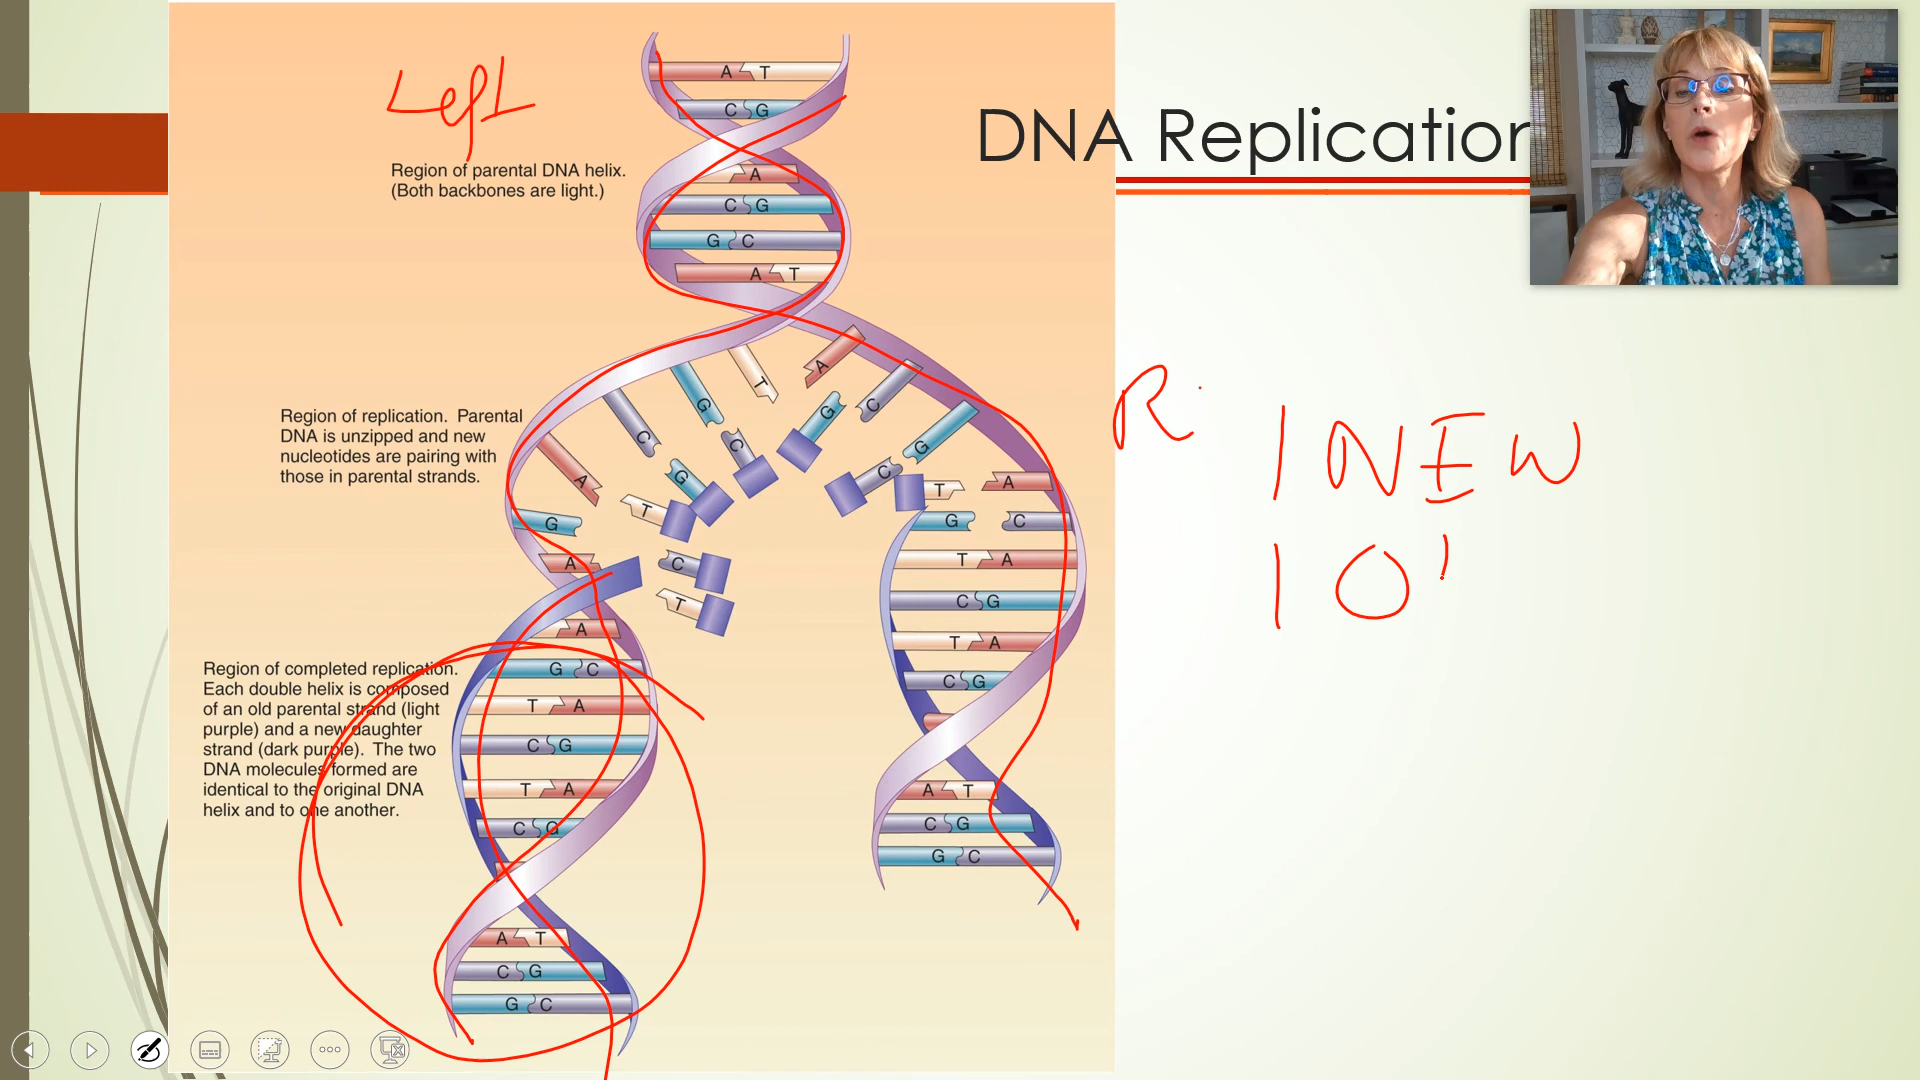 Left
DNA Replication
Region of parental DNA helix.
(Both backbones are light.)
A T
C G
A
C G
G C
A T
Region of replication. Parental
DNA is unzipped and new
nucleotides are pairing with
those in parental strands.
A
C
G
T
A
C
G
G
C
G
T
C
T
G
A
C
T
A
G
C
T A
C G
T A
C G
A T
C G
G C
R
1 NEW
1 O
Region of completed replication.
Each double helix is composed
of an old parental strand (light
purple) and a new daughter
strand (dark purple). The two
DNA molecules formed are
identical to the original DNA
helix and to one another.
A
G C
T A
C G
T A
C G
A T
C G
G C